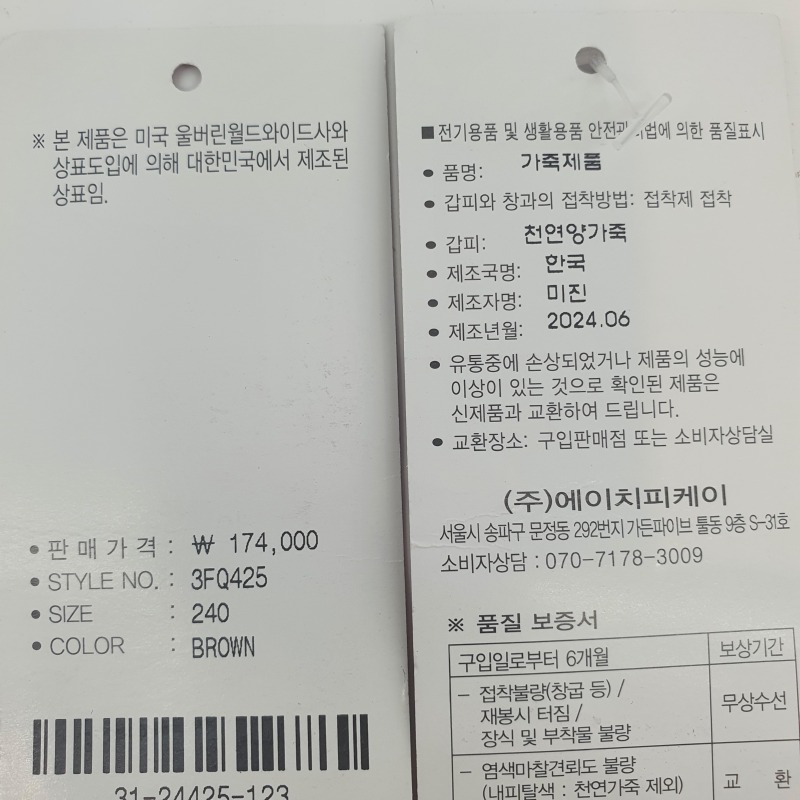 ※ 본 제품은 미국 울버린월드와이드사와
상표도입에 의해 대한민국에서 제조된
상표임.
• 판 매 가 격 : ₩ 174,000
• STYLE NO. : 3FQ425
• SIZE : 240
• COLOR : BROWN
31-24425-123
■ 전기용품 및 생활용품 안전관리법에 의한 품질표시
• 품명: 가죽제품
• 갑피와 창과의 접착방법: 접착제 접착
• 갑피: 천연양가죽
• 제조국명: 한국
• 제조자명: 미진
• 제조년월: 2024.06
• 유통중에 손상되었거나 제품의 성능에
이상이 있는 것으로 확인된 제품은
신제품과 교환하여 드립니다.
• 교환장소: 구입판매점 또는 소비자상담실
(주)에이치피케이
서울시 송파구 문정동 292번지 가든파이브 툴동 9층 S-31호
소비자상담 : 070-7178-3009
※ 품질 보증서
구입일로부터 6개월 보상기간
– 접착불량(창굽 등) /
재봉시 터짐 /
장식 및 부착물 불량
무상수선
– 염색마찰견뢰도 불량
(내피탈색 : 천연가죽 제외)
교 환